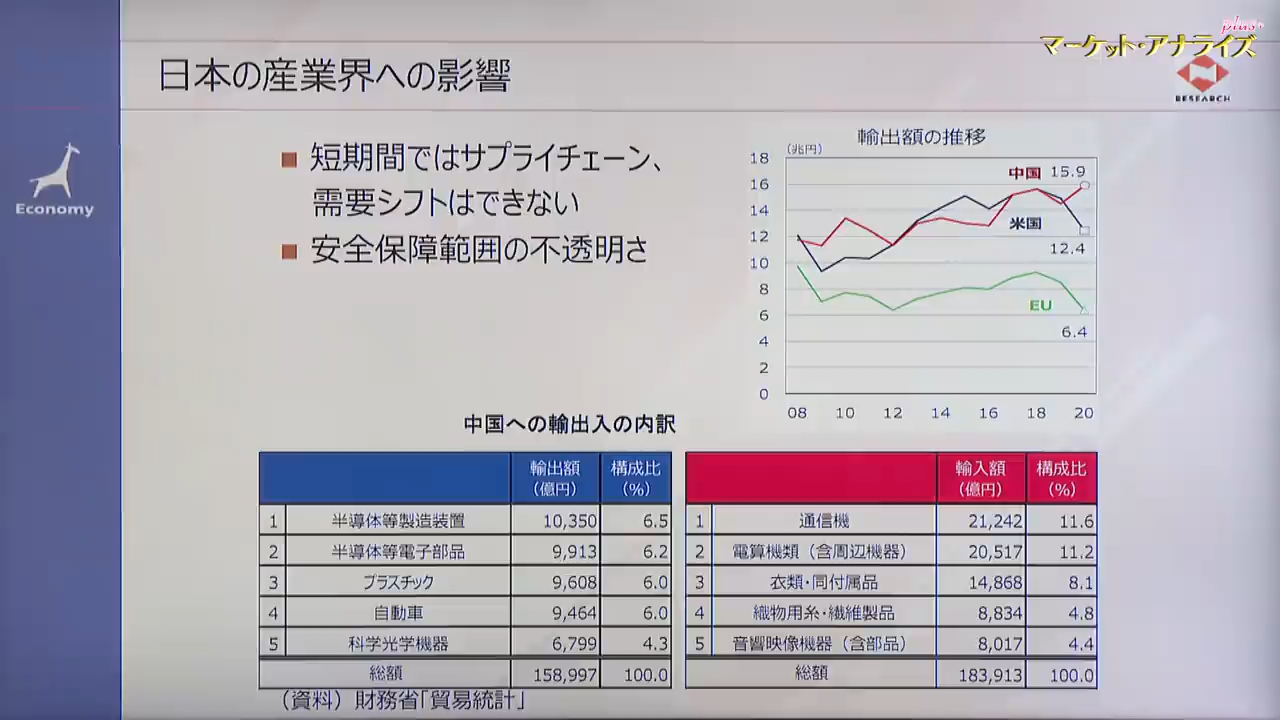 plus+
マーケット・アナライズ
RESEARCH
日本の産業界への影響
Economy
■ 短期間ではサプライチェーン、
需要シフトはできない
■ 安全保障範囲の不透明さ
輸出額の推移
(兆円)
18
16
14
12
10
8
6
4
2
0
中国 15.9
米国
12.4
EU
6.4
08 10 12 14 16 18 20
中国への輸出入の内訳
輸出額(億円) 構成比(%)
1 半導体等製造装置 10,350 6.5
2 半導体等電子部品 9,913 6.2
3 プラスチック 9,608 6.0
4 自動車 9,464 6.0
5 科学光学機器 6,799 4.3
総額 158,997 100.0
輸入額(億円) 構成比(%)
1 通信機 21,242 11.6
2 電算機類(含周辺機器) 20,517 11.2
3 衣類・同付属品 14,868 8.1
4 織物用糸・繊維製品 8,834 4.8
5 音響映像機器(含部品) 8,017 4.4
総額 183,913 100.0
(資料)財務省「貿易統計」